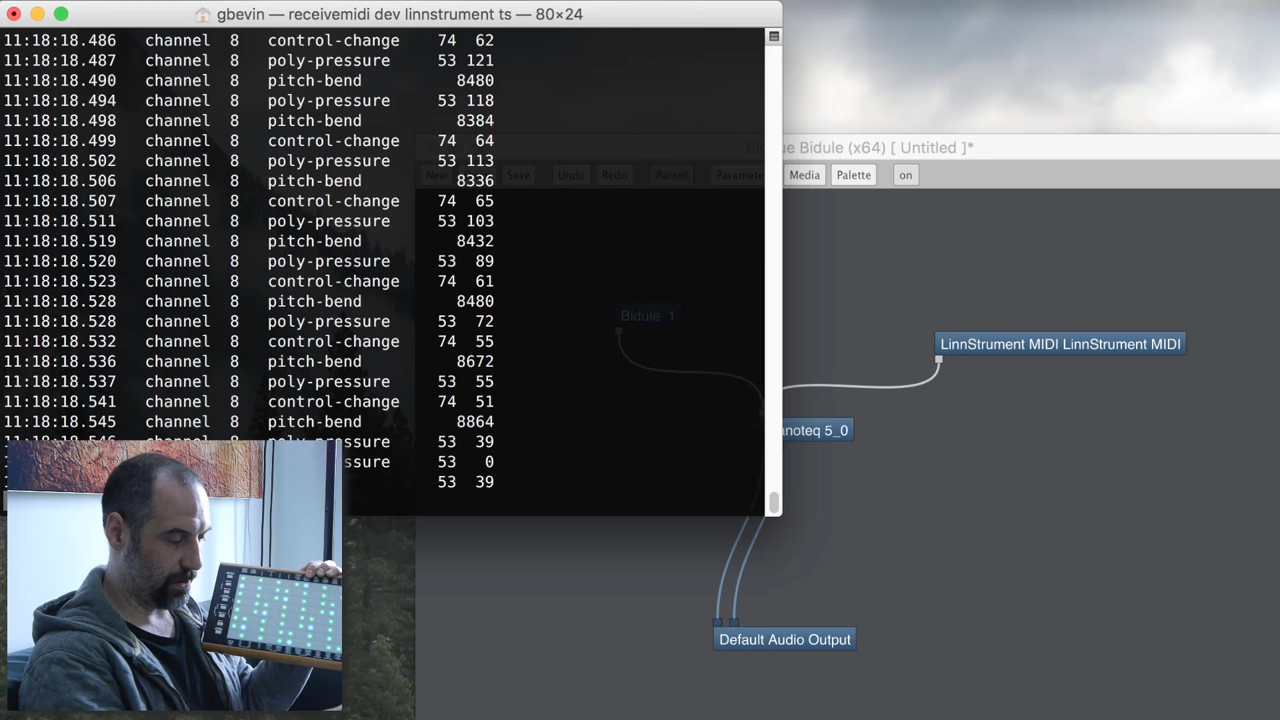 gbevin — receivemidi dev linnstrument ts — 80×24
11:18:18.486 channel 8 control-change 74 62
11:18:18.487 channel 8 poly-pressure 53 121
11:18:18.490 channel 8 pitch-bend 8480
11:18:18.494 channel 8 poly-pressure 53 118
11:18:18.498 channel 8 pitch-bend 8384
11:18:18.499 channel 8 control-change 74 64
11:18:18.502 channel 8 poly-pressure 53 113
11:18:18.506 channel 8 pitch-bend 8336
11:18:18.507 channel 8 control-change 74 65
11:18:18.511 channel 8 poly-pressure 53 103
11:18:18.519 channel 8 pitch-bend 8432
11:18:18.520 channel 8 poly-pressure 53 89
11:18:18.523 channel 8 control-change 74 61
11:18:18.528 channel 8 pitch-bend 8480
11:18:18.528 channel 8 poly-pressure 53 72
11:18:18.532 channel 8 control-change 74 55
11:18:18.536 channel 8 pitch-bend 8672
11:18:18.537 channel 8 poly-pressure 53 55
11:18:18.541 channel 8 control-change 74 51
11:18:18.545 channel 8 pitch-bend 8864
53 39
ssure 53 0
53 39
ue Bidule (x64) [ Untitled ]*
New Save Undo Redo Parent Paramete Media Palette on
Bidule 1
LinnStrument MIDI LinnStrument MIDI
noteq 5_0
Default Audio Output